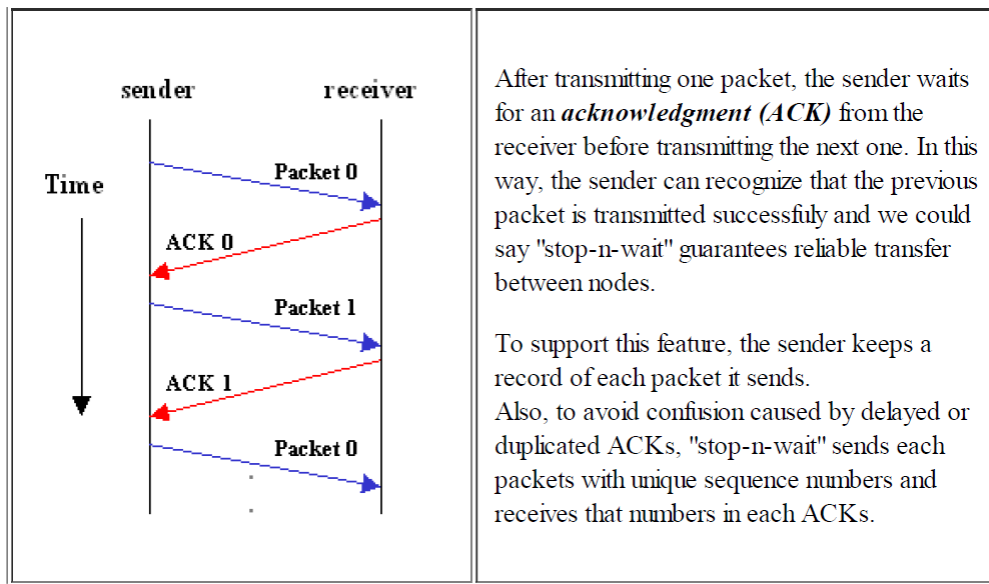 sender
receiver
Time
Packet 0
ACK 0
Packet 1
ACK 1
Packet 0
After transmitting one packet, the sender waits
for an acknowledgment (ACK) from the
receiver before transmitting the next one. In this
way, the sender can recognize that the previous
packet is transmitted successfuly and we could
say "stop-n-wait" guarantees reliable transfer
between nodes.
To support this feature, the sender keeps a
record of each packet it sends.
Also, to avoid confusion caused by delayed or
duplicated ACKs, "stop-n-wait" sends each
packets with unique sequence numbers and
receives that numbers in each ACKs.